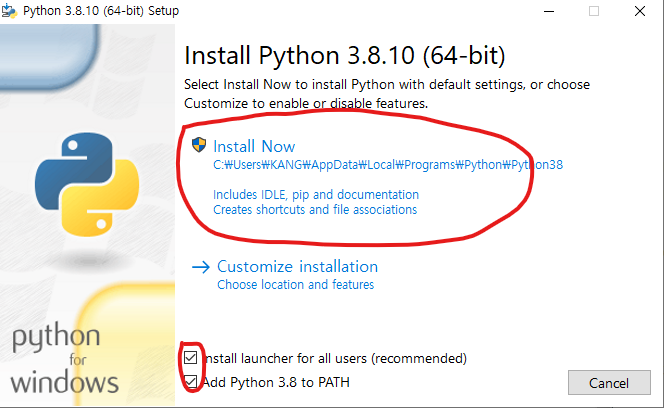 Python 3.8.10 (64-bit) Setup
Install Python 3.8.10 (64-bit)
Select Install Now to install Python with default settings, or choose
Customize to enable or disable features.
Install Now
C:₩Users₩KANG₩AppData₩Local₩Programs₩Python₩Python38
Includes IDLE, pip and documentation
Creates shortcuts and file associations
Customize installation
Choose location and features
python
for
windows
Install launcher for all users (recommended)
Add Python 3.8 to PATH
Cancel